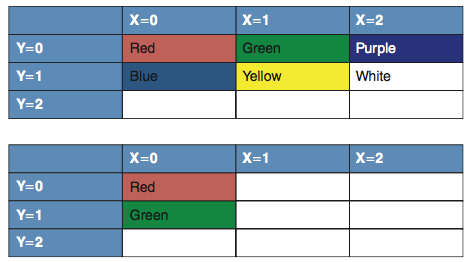 X=0 X=1 X=2
Y=0 Red Green Purple
Y=1 Blue Yellow White
Y=2
X=0 X=1 X=2
Y=0 Red
Y=1 Green
Y=2